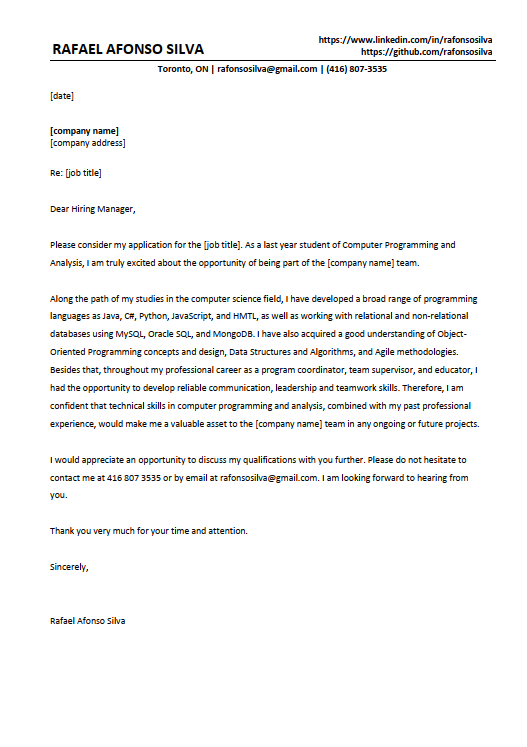 https://www.linkedin.com/in/rafonsosilva
RAFAEL AFONSO SILVA
https://github.com/rafonsosilva
Toronto, ON | rafonsosilva@gmail.com | (416) 807-3535
[date]
[company name]
[company address]
Re: [job title]
Dear Hiring Manager,
Please consider my application for the [job title]. As a last year student of Computer Programming and
Analysis, I am truly excited about the opportunity of being part of the [company name] team.
Along the path of my studies in the computer science field, I have developed a broad range of programming
languages as Java, C#, Python, JavaScript, and HMTL, as well as working with relational and non-relational
databases using MySQL, Oracle SQL, and MongoDB. I have also acquired a good understanding of Object-
Oriented Programming concepts and design, Data Structures and Algorithms, and Agile methodologies.
Besides that, throughout my professional career as a program coordinator, team supervisor, and educator, I
had the opportunity to develop reliable communication, leadership and teamwork skills. Therefore, I am
confident that technical skills in computer programming and analysis, combined with my past professional
experience, would make me a valuable asset to the [company name] team in any ongoing or future projects.
I would appreciate an opportunity to discuss my qualifications with you further. Please do not hesitate to
contact me at 416 807 3535 or by email at rafonsosilva@gmail.com. I am looking forward to hearing from
you.
Thank you very much for your time and attention.
Sincerely,
Rafael Afonso Silva